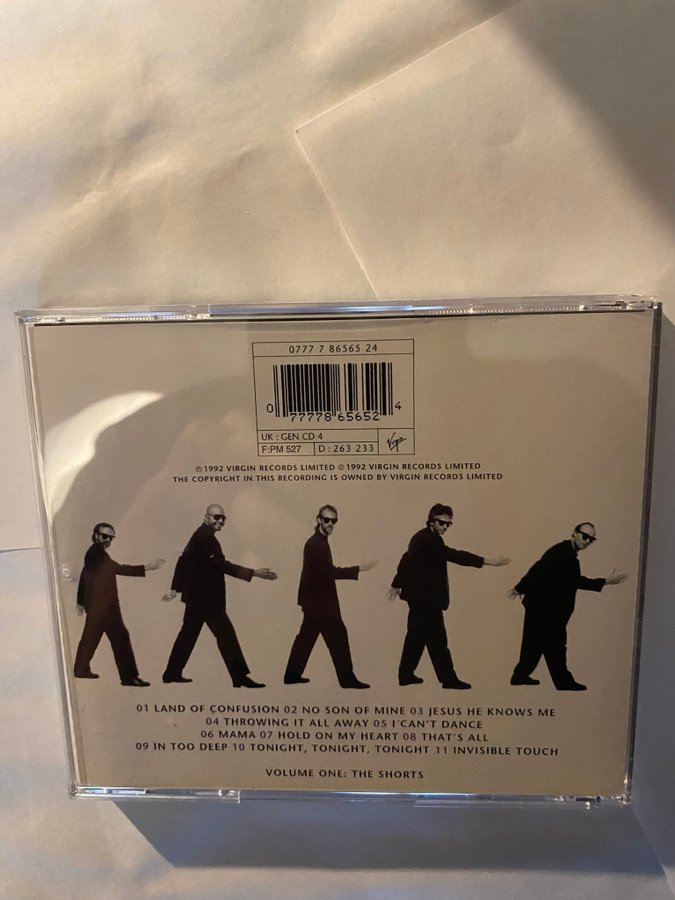 0777 7 86565 24
0 77778 65652 4
UK : GEN CD 4
F:PM 527 D : 263 233 Virgin
℗ 1992 VIRGIN RECORDS LIMITED © 1992 VIRGIN RECORDS LIMITED
THE COPYRIGHT IN THIS RECORDING IS OWNED BY VIRGIN RECORDS LIMITED
01 LAND OF CONFUSION 02 NO SON OF MINE 03 JESUS HE KNOWS ME
04 THROWING IT ALL AWAY 05 I CAN'T DANCE
06 MAMA 07 HOLD ON MY HEART 08 THAT'S ALL
09 IN TOO DEEP 10 TONIGHT, TONIGHT, TONIGHT 11 INVISIBLE TOUCH
VOLUME ONE: THE SHORTS